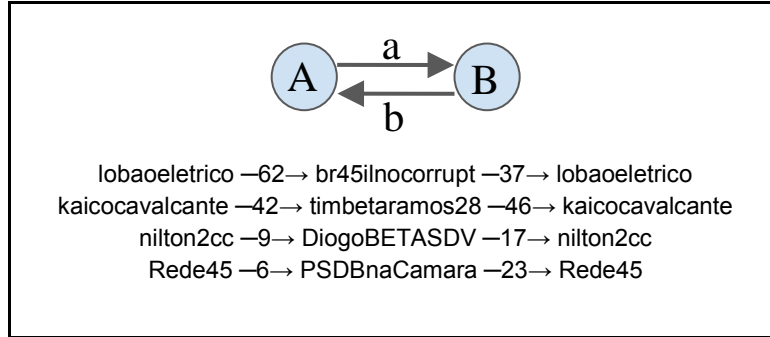 a
A B
b
lobaoeletrico —62→ br45ilnocorrupt —37→ lobaoeletrico
kaicocavalcante —42→ timbetaramos28 —46→ kaicocavalcante
nilton2cc —9→ DiogoBETASDV —17→ nilton2cc
Rede45 —6→ PSDBnaCamara —23→ Rede45